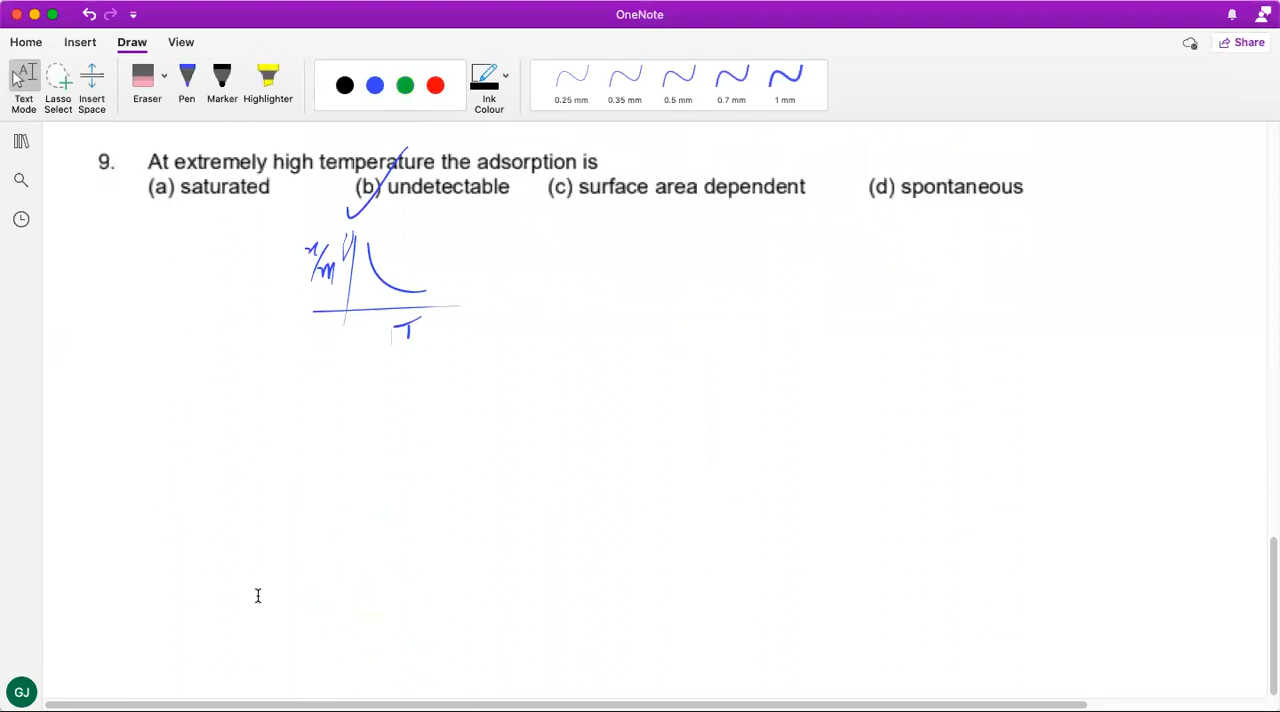 OneNote
Home Insert Draw View
Share
Text Mode
Lasso Select
Insert Space
Eraser
Pen
Marker
Highlighter
Ink Colour
0.25 mm 0.35 mm 0.5 mm 0.7 mm 1 mm
9. At extremely high temperature the adsorption is
(a) saturated (b) undetectable (c) surface area dependent (d) spontaneous
x/m
T
GJ